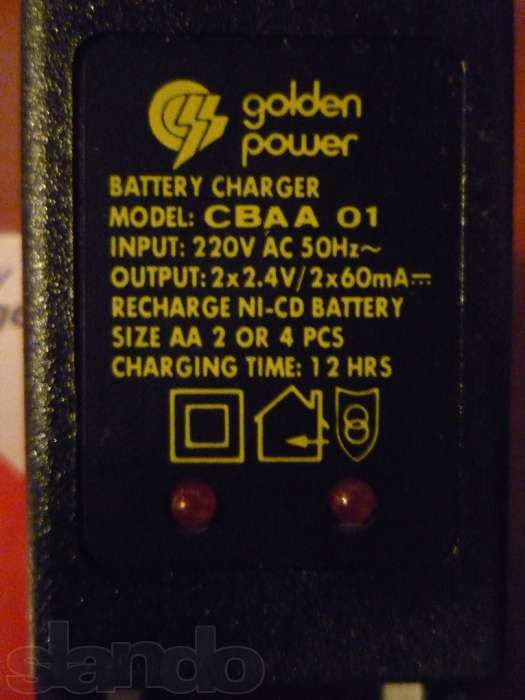 golden
power
BATTERY CHARGER
MODEL: CBAA 01
INPUT: 220V AC 50Hz~
OUTPUT: 2x2.4V/2x60mA⎓
RECHARGE NI-CD BATTERY
SIZE AA 2 OR 4 PCS
CHARGING TIME: 12 HRS
slando